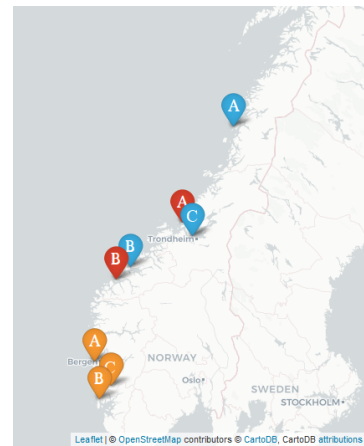 A
A
C
Trondheim
B
B
A
Bergen
C
B
NORWAY
Oslo
SWEDEN
STOCKHOLM
Leaflet | © OpenStreetMap contributors © CartoDB, CartoDB attributions